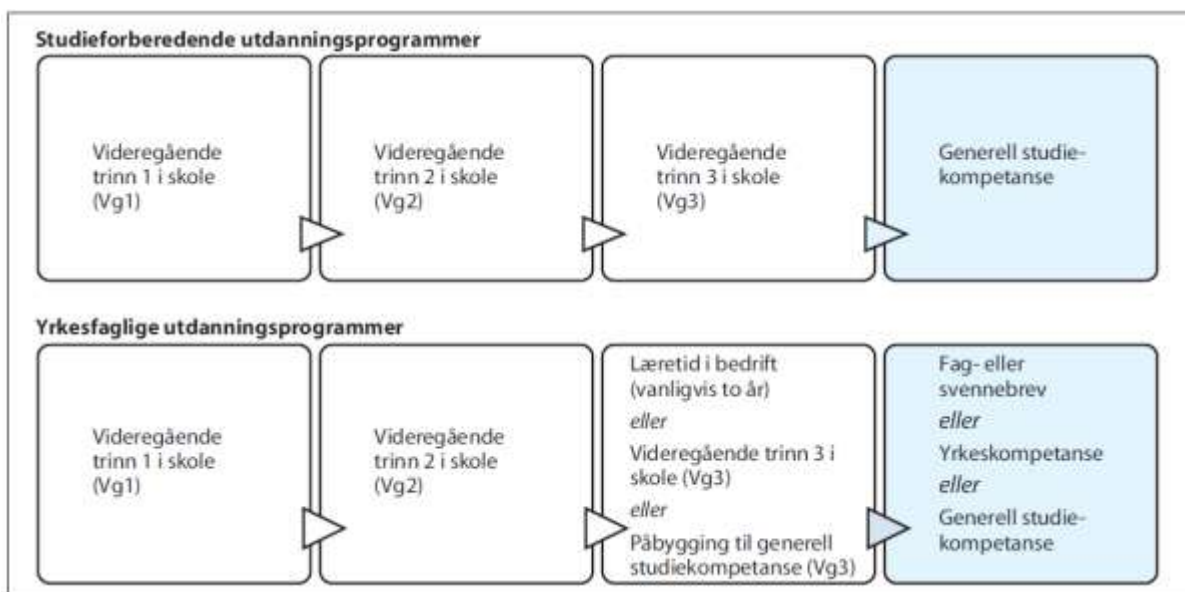 Studieforberedende utdanningsprogrammer
Videregående
trinn 1 i skole
(Vg1)
Videregående
trinn 2 i skole
(Vg2)
Videregående
trinn 3 i skole
(Vg3)
Generell studie-
kompetanse
Yrkesfaglige utdanningsprogrammer
Videregående
trinn 1 i skole
(Vg1)
Videregående
trinn 2 i skole
(Vg2)
Læretid i bedrift
(vanligvis to år)
eller
Videregående trinn 3 i
skole (Vg3)
eller
Påbygging til generell
studiekompetanse (Vg3)
Fag- eller
svennebrev
eller
Yrkeskompetanse
eller
Generell studie-
kompetanse